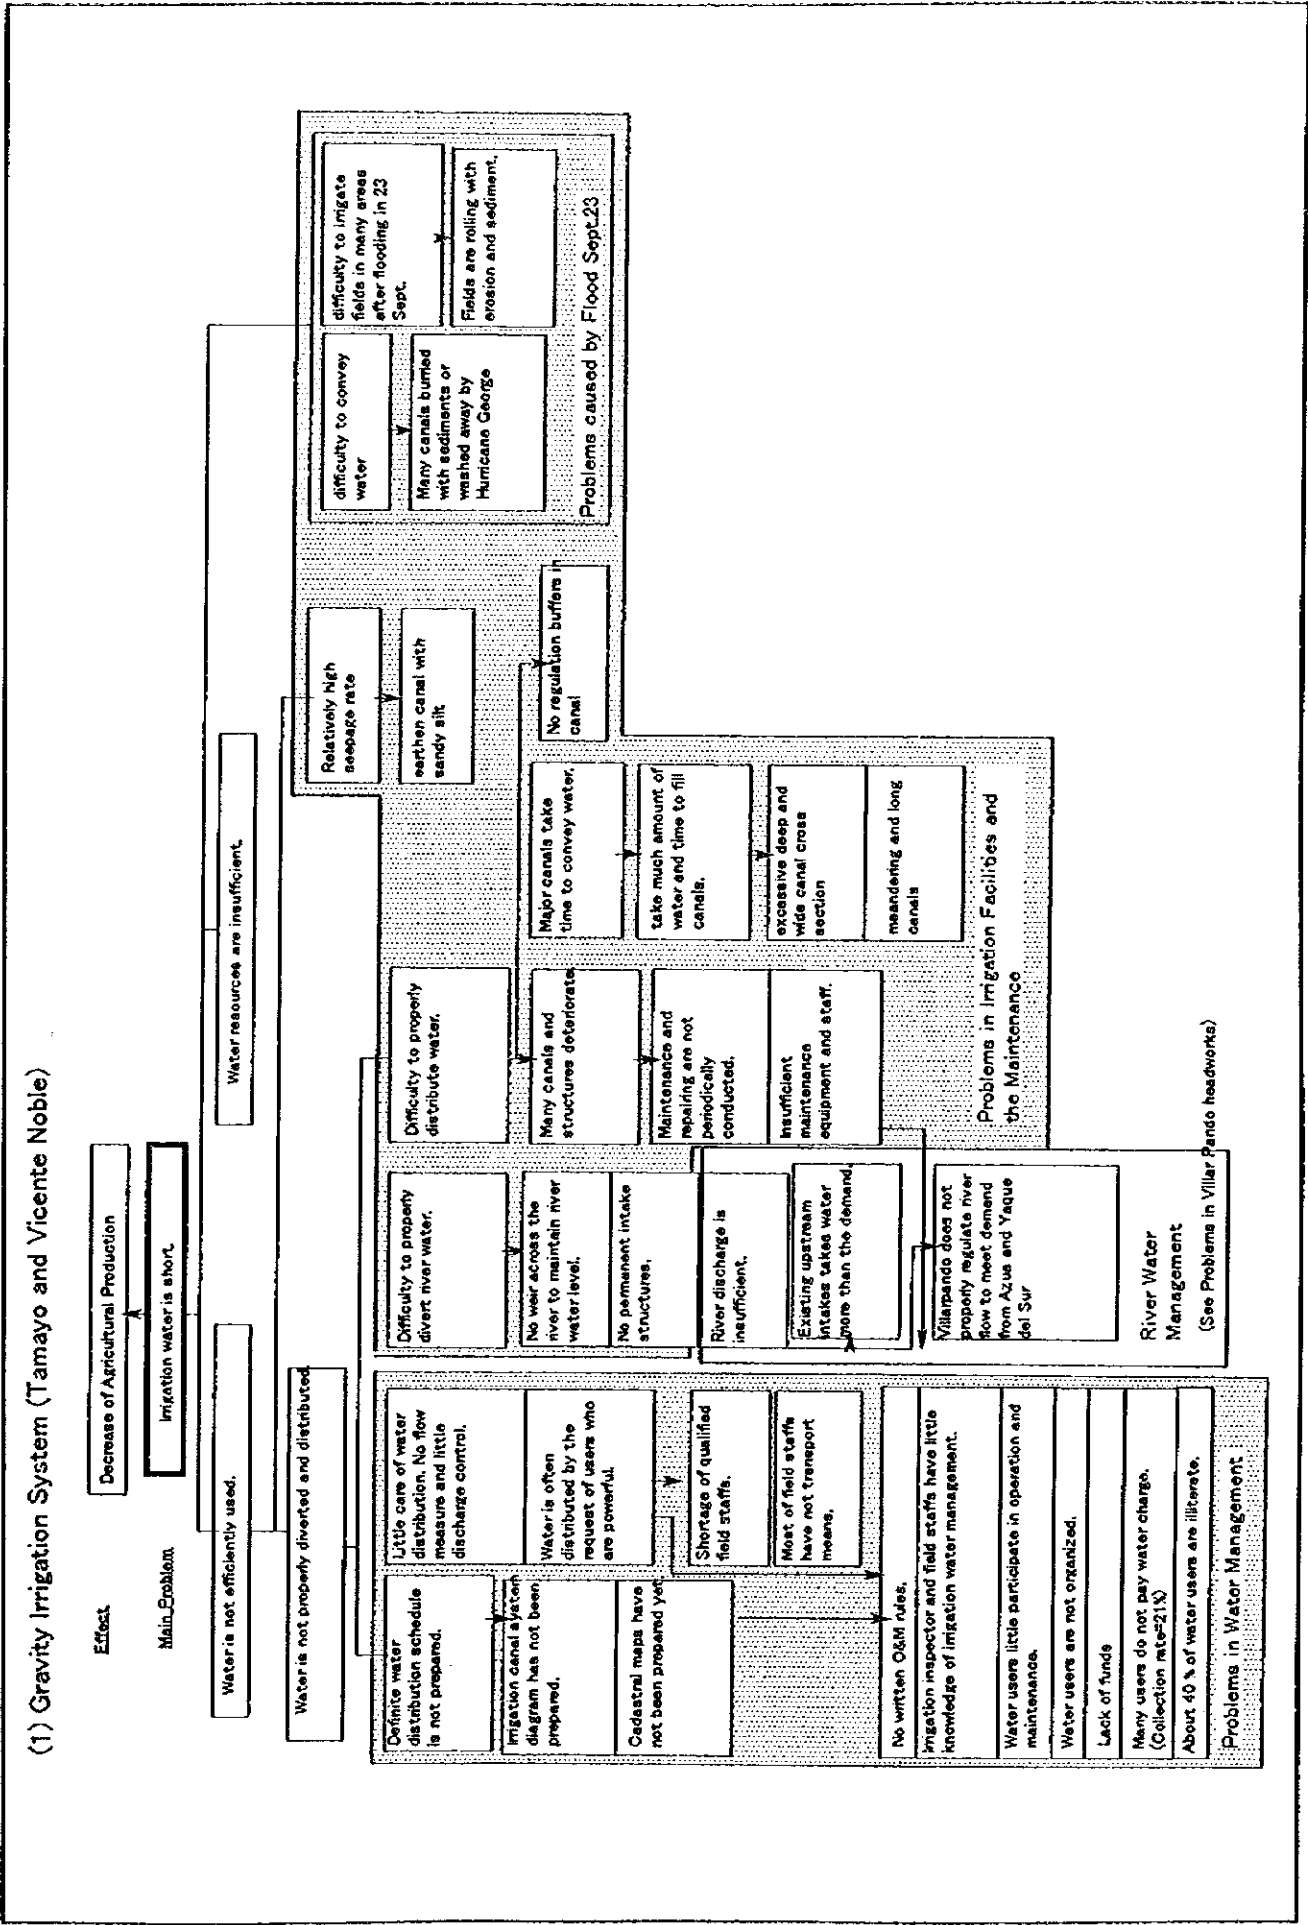 (1) Gravity Irrigation System (Tamayo and Vicente Noble)
Effect
Decrease of Agricultural Production
Main Problem
Irrigation water is short.
Water is not efficiently used.
Water resources are insufficient.
Water is not properly diverted and distributed.
Definite water
distribution schedule
is not prepared.
Irrigation canal system
diagram has not been
prepared.
Cadastral maps have
not been prepared yet.
Little care of water
distribution. No flow
measure and little
discharge control.
Water is often
distributed by the
request of users who
are powerful.
Shortage of qualified
field staffs.
Most of field staffs
have not transport
means.
No written O&M rules.
Irrigation inspector and field staffs have little
knowledge of irrigation water management.
Water users little participate in operation and
maintenance.
Water users are not organized.
Lack of funds
Many users do not pay water charge.
(Collection rate=21%)
About 40 % of water users are illiterate.
Problems in Water Management
Difficulty to properly
divert river water.
No weir across the
river to maintain river
water level.
No permanent intake
structures.
River discharge is
insufficient.
Existing upstream
intakes takes water
more than the demand.
Villarpando does not
properly regulate river
flow to meet demand
from Azua and Yaque
del Sur
River Water
Management
(See Problems in Villar Pando headworks)
Difficulty to properly
distribute water.
Many canals and
structures deteriorate.
Maintenance and
repairing are not
periodically
conducted.
Insufficient
maintenance
equipment and staff.
Major canals take
time to convey water.
take much amount of
water and time to fill
canals.
excessive deep and
wide canal cross
section
meandering and long
canals
No regulation buffers in
canal
Problems in Irrigation Facilities and
the Maintenance
Relatively high
seepage rate
earthen canal with
sandy silt.
difficulty to convey
water
Many canals burried
with sediments or
washed away by
Hurricane George
difficulty to irrigate
fields in many areas
after flooding in 23
Sept.
Fields are rolling with
erosion and sediment.
Problems caused by Flood Sept.23